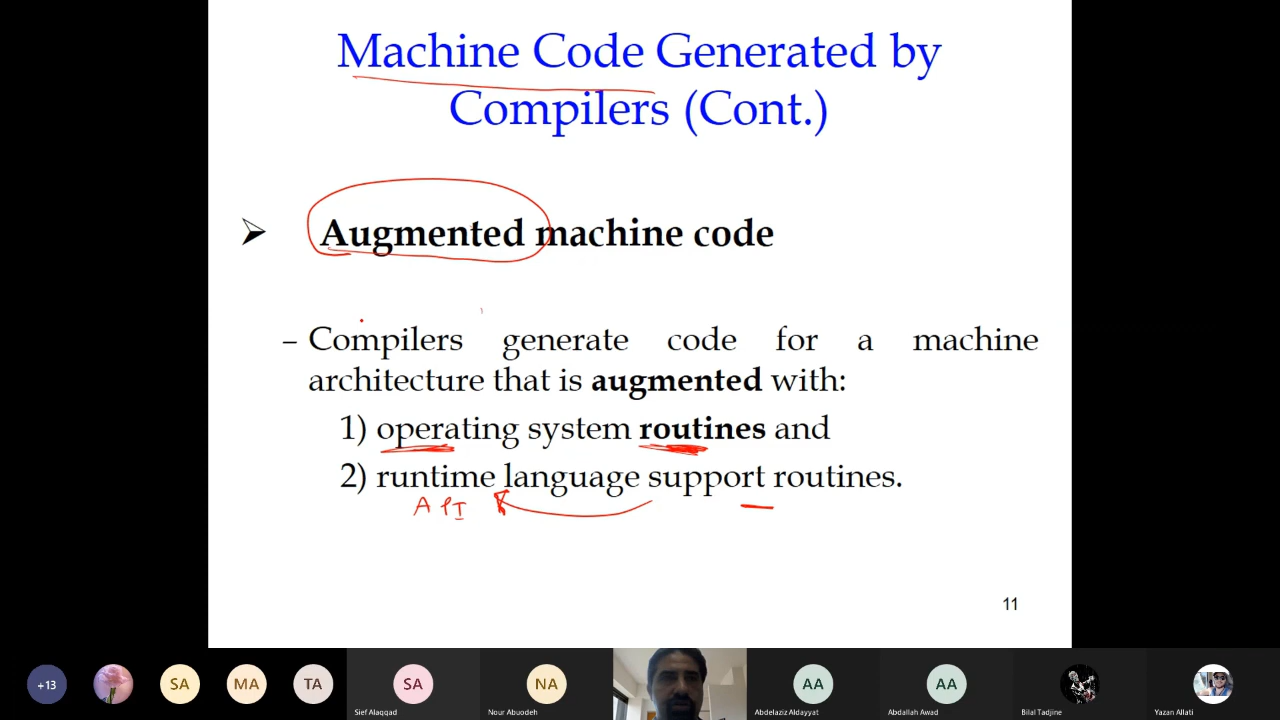 Machine Code Generated by
Compilers (Cont.)
➢ Augmented machine code
– Compilers generate code for a machine
architecture that is augmented with:
1) operating system routines and
2) runtime language support routines.
API
11
+13
SA
MA
TA
SA
NA
AA
AA
Sief Alaqqad
Nour Abuodeh
Abdelaziz Aldayyat
Abdallah Awad
Bilal Tadjine
Yazan Allati